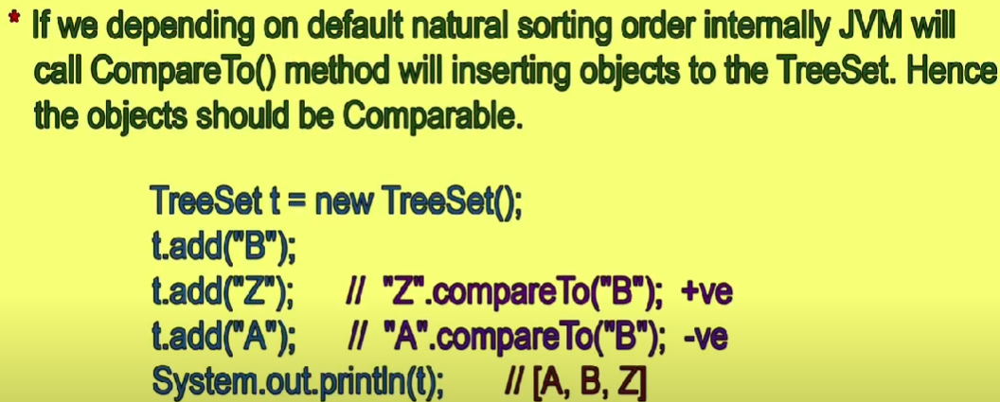 * If we depending on default natural sorting order internally JVM will
call CompareTo() method will inserting objects to the TreeSet. Hence
the objects should be Comparable.
TreeSet t = new TreeSet();
t.add("B");
t.add("Z"); // "Z".compareTo("B"); +ve
t.add("A"); // "A".compareTo("B"); -ve
System.out.println(t); // [A, B, Z]